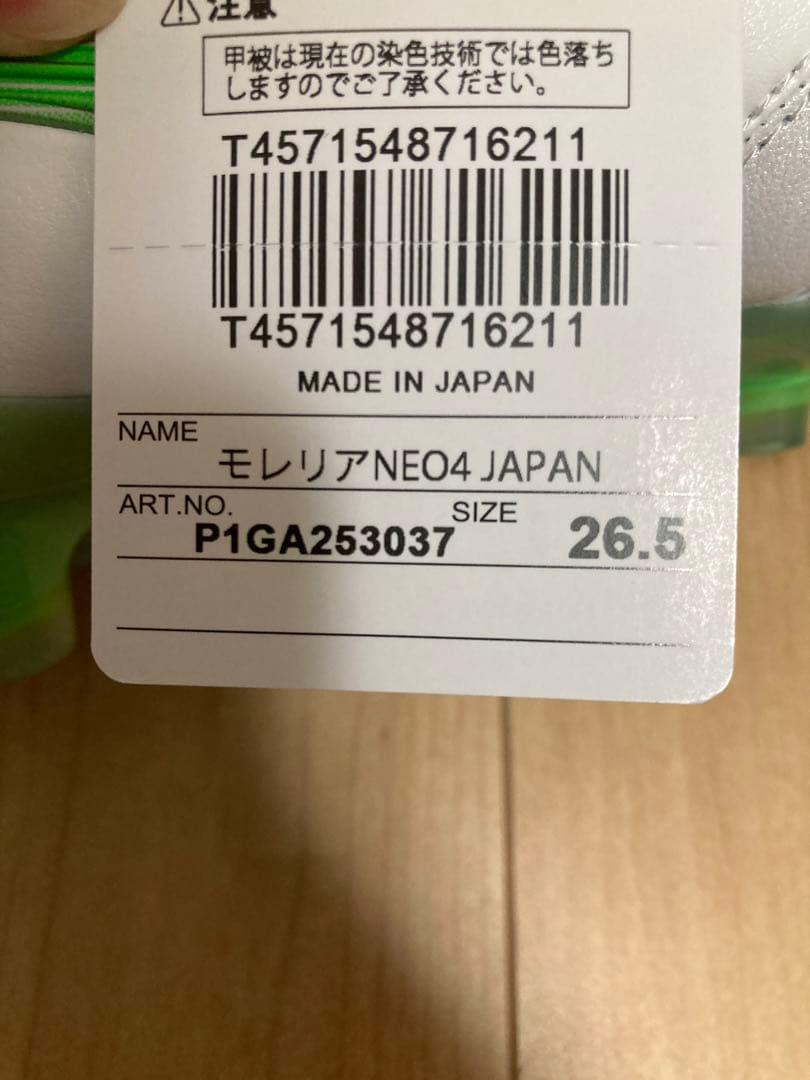 ⚠注意
甲被は現在の染色技術では色落ち
しますのでご了承ください。
T4571548716211
T4571548716211
MADE IN JAPAN
NAME
モレリアNEO4 JAPAN
ART.NO.
SIZE
P1GA253037
26.5